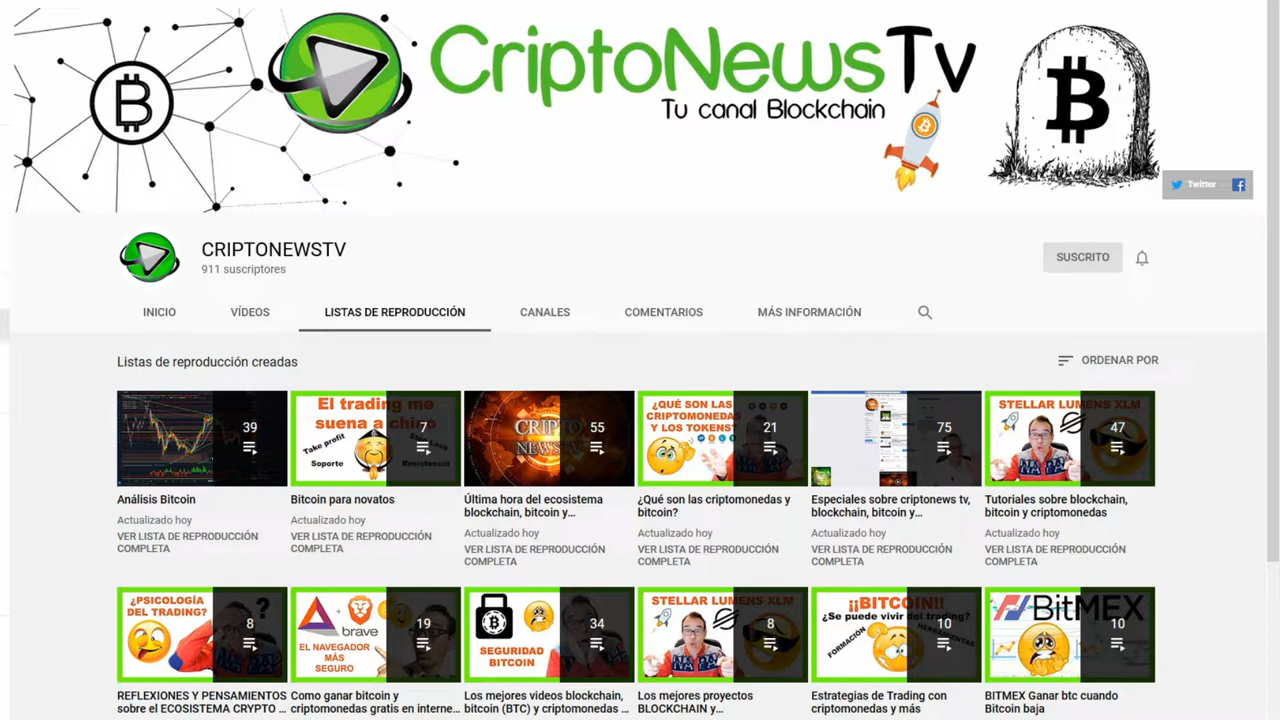 CriptoNewsTv
Tu canal Blockchain
Twitter
CRIPTONEWSTV
911 suscriptores
SUSCRITO
INICIO
VÍDEOS
LISTAS DE REPRODUCCIÓN
CANALES
COMENTARIOS
MÁS INFORMACIÓN
Listas de reproducción creadas
ORDENAR POR
39
El trading me
suena a chino
Take profit
Stop Loss
Soporte
Resistencia
7
CRIPTO
NEWSTV
55
¿QUÉ SON LAS
CRIPTOMONEDAS
Y LOS TOKENS?
21
75
STELLAR LUMENS XLM
47
Análisis Bitcoin
Actualizado hoy
VER LISTA DE REPRODUCCIÓN
COMPLETA
Bitcoin para novatos
Actualizado hoy
VER LISTA DE REPRODUCCIÓN
COMPLETA
Última hora del ecosistema
blockchain, bitcoin y...
Actualizado hoy
VER LISTA DE REPRODUCCIÓN
COMPLETA
¿Qué son las criptomonedas y
bitcoin?
Actualizado hoy
VER LISTA DE REPRODUCCIÓN
COMPLETA
Especiales sobre criptonews tv,
blockchain, bitcoin y...
Actualizado hoy
VER LISTA DE REPRODUCCIÓN
COMPLETA
Tutoriales sobre blockchain,
bitcoin y criptomonedas
Actualizado hoy
VER LISTA DE REPRODUCCIÓN
COMPLETA
¿PSICOLOGÍA
DEL TRADING?
8
brave
EL NAVEGADOR
MÁS
SEGURO
19
SEGURIDAD
BITCOIN
34
STELLAR LUMENS XLM
8
¡¡BITCOIN!!
¿Se puede vivir del trading?
FORMACIÓN
HERRAMIENTAS
10
BitMEX
10
REFLEXIONES Y PENSAMIENTOS
sobre el ECOSISTEMA CRYPTO ...
Como ganar bitcoin y
criptomonedas gratis en interne...
Los mejores videos blockchain,
bitcoin (BTC) y criptomonedas ...
Los mejores proyectos
BLOCKCHAIN y...
Estrategias de Trading con
criptomonedas y más
BITMEX Ganar btc cuando
Bitcoin baja